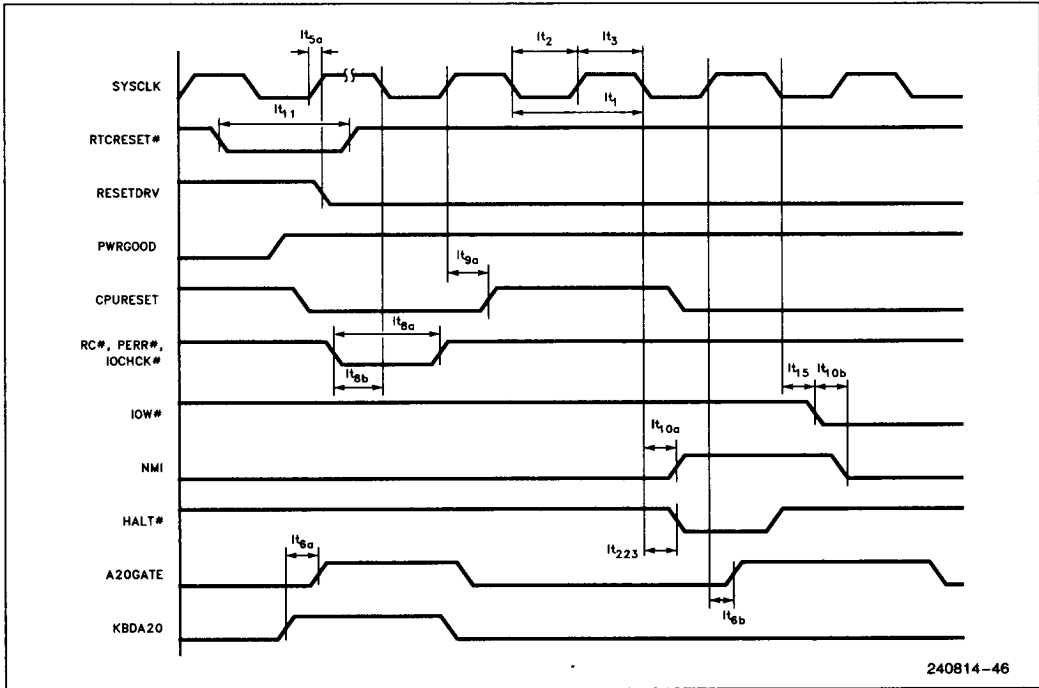 It5a
It2
It3
SYSCLK
It1
It11
RTCRESET#
RESETDRV
PWRGOOD
It9a
CPURESET
It8a
RC#, PERR#,
IOCHCK#
It8b
It15
It10b
IOW#
It10a
NMI
HALT#
It223
It6a
A20GATE
It6b
KBDA20
240814-46